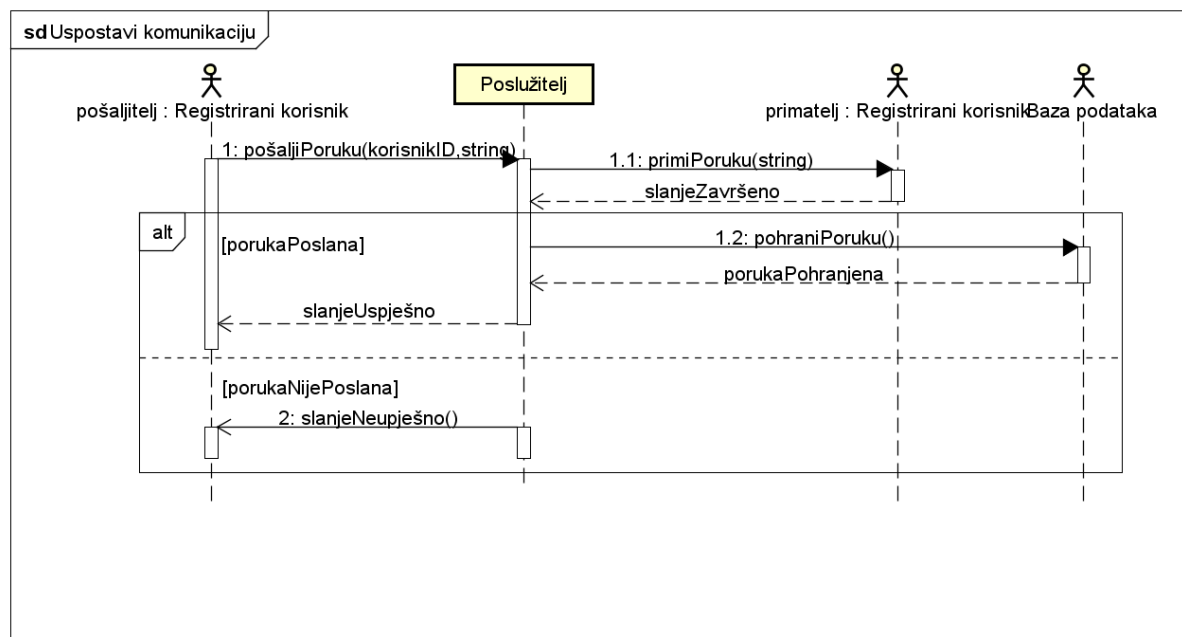 sd Uspostavi komunikaciju
Poslužitelj
pošaljitelj : Registrirani korisnik
primatelj : Registrirani korisnik
Baza podataka
1: pošaljiPoruku(korisnikID,string)
1.1: primiPoruku(string)
slanjeZavršeno
alt
[porukaPoslana]
1.2: pohraniPoruku()
porukaPohranjena
slanjeUspješno
[porukaNijePoslana]
2: slanjeNeupješno()